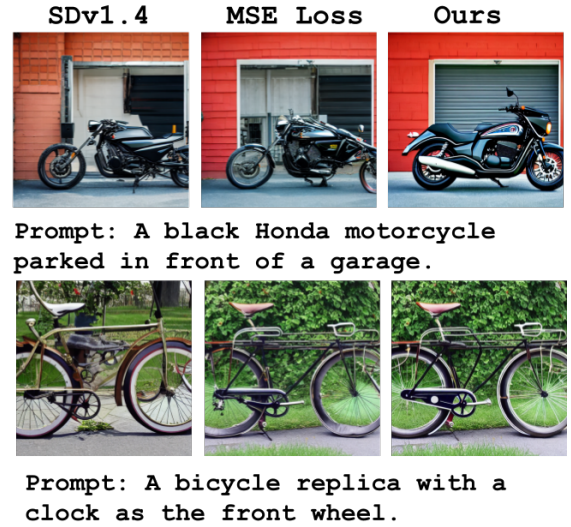 SDv1.4 MSE Loss Ours
Prompt: A black Honda motorcycle
parked in front of a garage.
Prompt: A bicycle replica with a
clock as the front wheel.